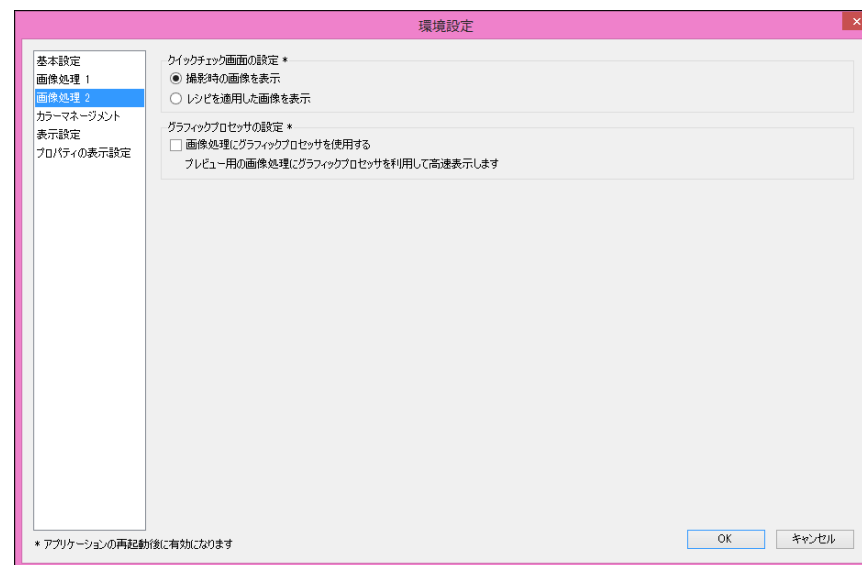 環境設定
基本設定
画像処理 1
画像処理 2
カラーマネージメント
表示設定
プロパティの表示設定
クイックチェック画面の設定 *
撮影時の画像を表示
レシピを適用した画像を表示
グラフィックプロセッサの設定 *
画像処理にグラフィックプロセッサを使用する
プレビュー用の画像処理にグラフィックプロセッサを利用して高速表示します
* アプリケーションの再起動後に有効になります
OK
キャンセル